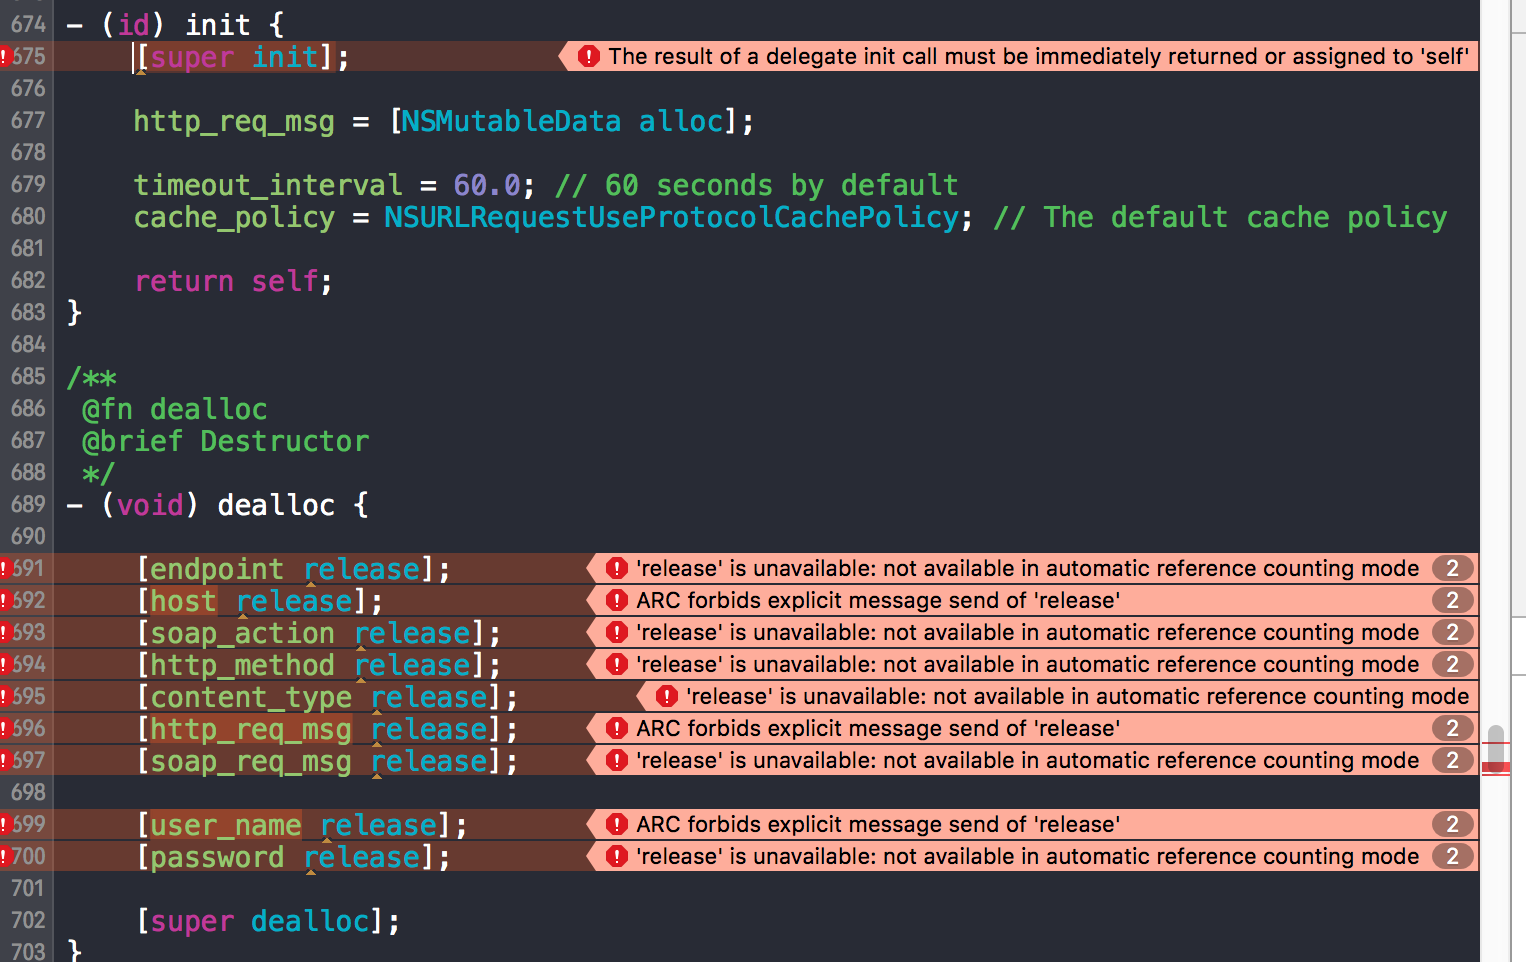 674 – (id) init {
675 [super init]; The result of a delegate init call must be immediately returned or assigned to 'self'
676
677 http_req_msg = [NSMutableData alloc];
678
679 timeout_interval = 60.0; // 60 seconds by default
680 cache_policy = NSURLRequestUseProtocolCachePolicy; // The default cache policy
681
682 return self;
683 }
684
685 /**
686 @fn dealloc
687 @brief Destructor
688 */
689 – (void) dealloc {
690
691 [endpoint release]; 'release' is unavailable: not available in automatic reference counting mode 2
692 [host release]; ARC forbids explicit message send of 'release' 2
693 [soap_action release]; 'release' is unavailable: not available in automatic reference counting mode 2
694 [http_method release]; 'release' is unavailable: not available in automatic reference counting mode 2
695 [content_type release]; 'release' is unavailable: not available in automatic reference counting mode
696 [http_req_msg release]; ARC forbids explicit message send of 'release' 2
697 [soap_req_msg release]; 'release' is unavailable: not available in automatic reference counting mode 2
698
699 [user_name release]; ARC forbids explicit message send of 'release' 2
700 [password release]; 'release' is unavailable: not available in automatic reference counting mode 2
701
702 [super dealloc];
703 }